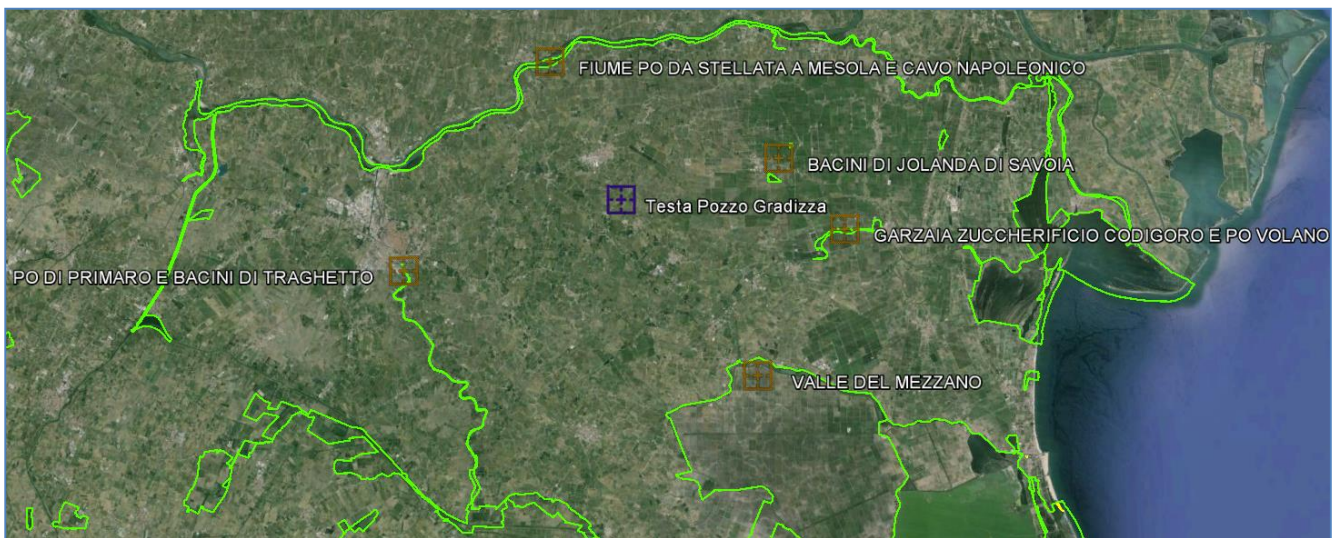 FIUME PO DA STELLATA A MESOLA E CAVO NAPOLEONICO
BACINI DI JOLANDA DI SAVOIA
Testa Pozzo Gradizza
GARZAIA ZUCCHERIFICIO CODIGORO E PO VOLANO
PO DI PRIMARO E BACINI DI TRAGHETTO
VALLE DEL MEZZANO